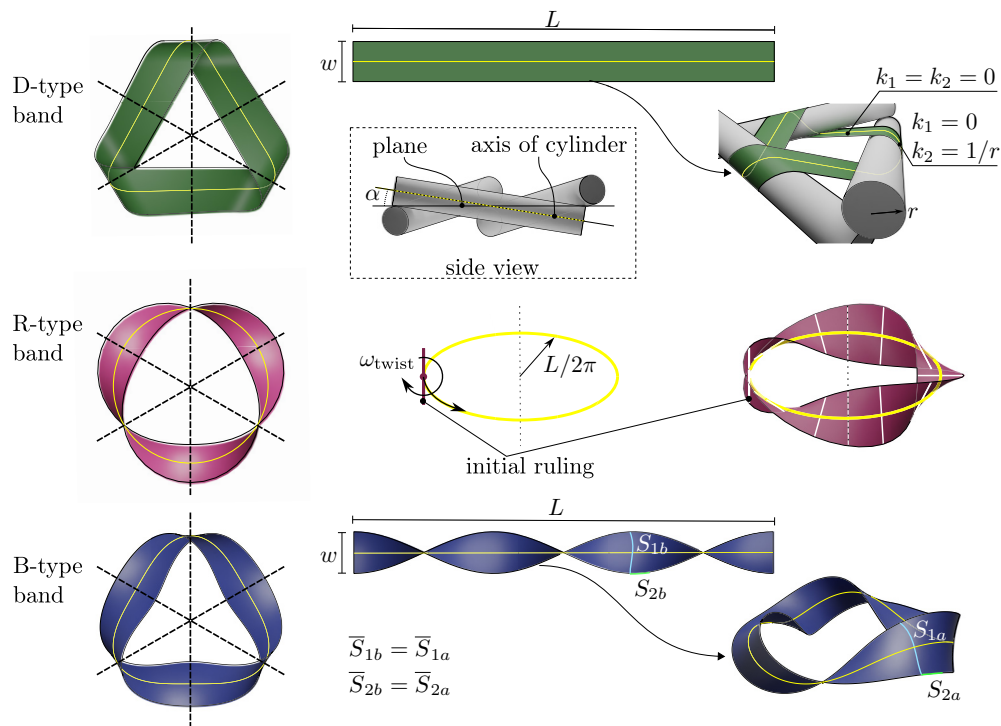 D-type
band
L
w
k₁ = k₂ = 0
k₁ = 0
k₂ = 1/r
r
plane
axis of cylinder
α
side view
R-type
band
ω_twist
L/2π
initial ruling
B-type
band
L
w
S₁b
S₂b
S̅₁b = S̅₁a
S̅₂b = S̅₂a
S₁a
S₂a